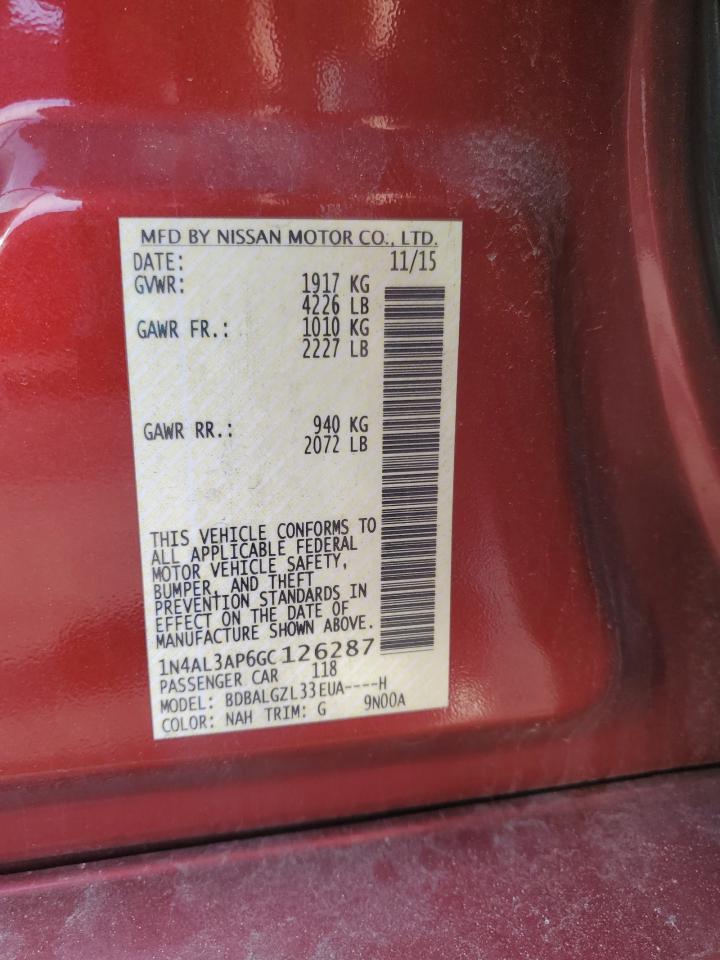 MFD BY NISSAN MOTOR CO., LTD.
DATE: 11/15
GVWR: 1917 KG
4226 LB
GAWR FR.: 1010 KG
2227 LB
GAWR RR.: 940 KG
2072 LB
THIS VEHICLE CONFORMS TO
ALL APPLICABLE FEDERAL
MOTOR VEHICLE SAFETY,
BUMPER, AND THEFT
PREVENTION STANDARDS IN
EFFECT ON THE DATE OF
MANUFACTURE SHOWN ABOVE.
1N4AL3AP6GC126287
PASSENGER CAR 118
MODEL: BDBALGZL33EUA----H
COLOR: NAH TRIM: G 9N00A